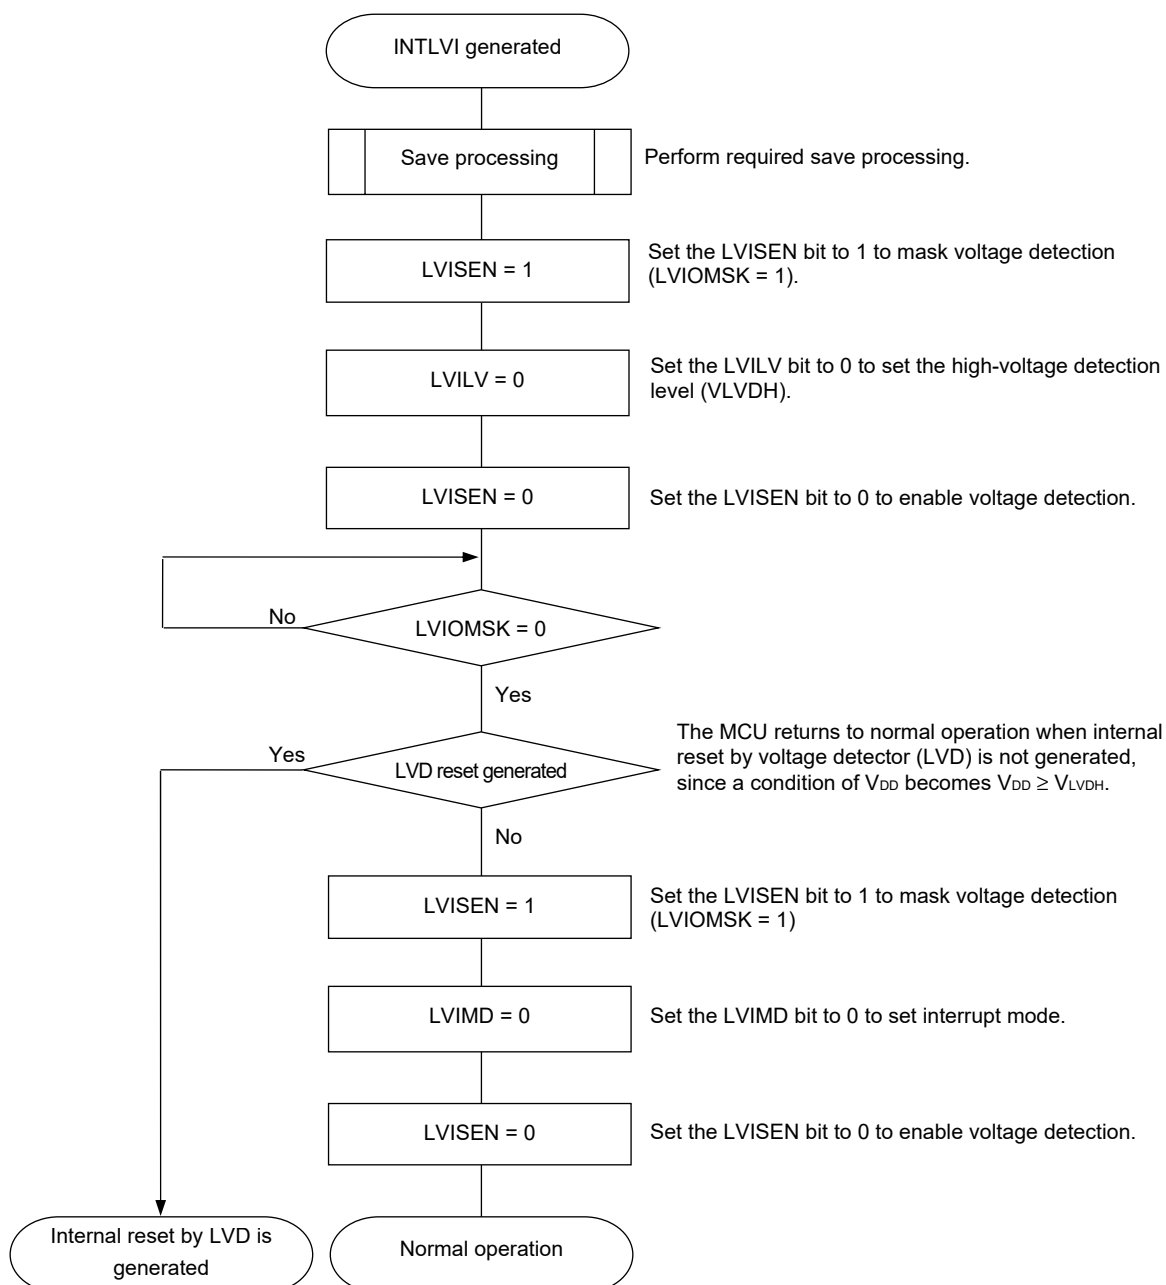 INTLVI generated
Save processing
Perform required save processing.
LVISEN = 1
Set the LVISEN bit to 1 to mask voltage detection
(LVIOMSK = 1).
LVILV = 0
Set the LVILV bit to 0 to set the high-voltage detection
level (VLVDH).
LVISEN = 0
Set the LVISEN bit to 0 to enable voltage detection.
No
LVIOMSK = 0
Yes
Yes
LVD reset generated
The MCU returns to normal operation when internal
reset by voltage detector (LVD) is not generated,
since a condition of VDD becomes VDD ≥ VLVDH.
No
LVISEN = 1
Set the LVISEN bit to 1 to mask voltage detection
(LVIOMSK = 1)
LVIMD = 0
Set the LVIMD bit to 0 to set interrupt mode.
LVISEN = 0
Set the LVISEN bit to 0 to enable voltage detection.
Internal reset by LVD is
generated
Normal operation